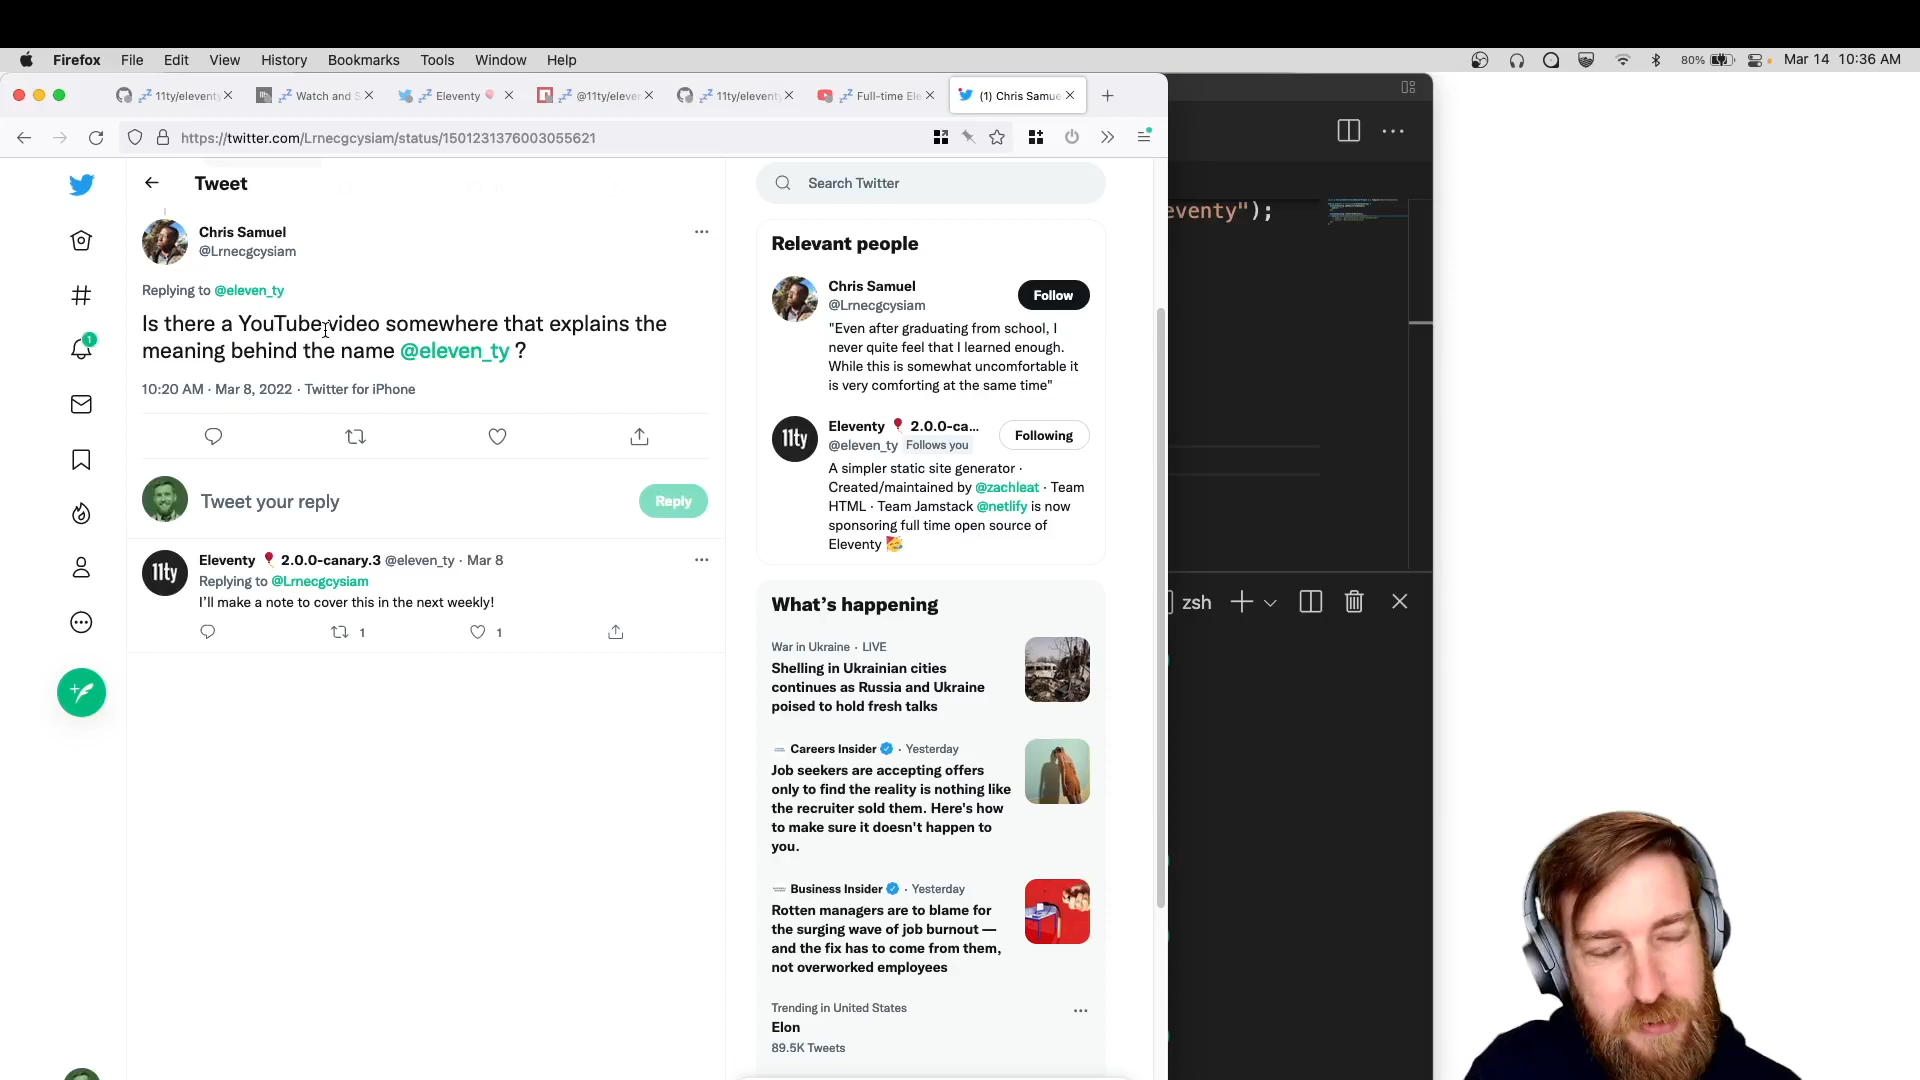 Firefox File Edit View History Bookmarks Tools Window Help
80% Mar 14 10:36 AM
11ty/eleventy
Watch and S
Eleventy
@11ty/eleven
11ty/eleventy
Full-time Ele
(1) Chris Samue
https://twitter.com/Lrnecgcysiam/status/1501231376003055621
Tweet
Chris Samuel
@Lrnecgcysiam
Replying to @eleven_ty
Is there a YouTube video somewhere that explains the
meaning behind the name @eleven_ty ?
10:20 AM · Mar 8, 2022 · Twitter for iPhone
Tweet your reply
Reply
11ty
Eleventy 🎈 2.0.0-canary.3 @eleven_ty · Mar 8
Replying to @Lrnecgcysiam
I'll make a note to cover this in the next weekly!
1 1
1
Search Twitter
Relevant people
Chris Samuel
@Lrnecgcysiam
Follow
"Even after graduating from school, I
never quite feel that I learned enough.
While this is somewhat uncomfortable it
is very comforting at the same time"
11ty
Eleventy 🎈 2.0.0-ca...
@eleven_ty Follows you
Following
A simpler static site generator ·
Created/maintained by @zachleat · Team
HTML · Team Jamstack @netlify is now
sponsoring full time open source of
Eleventy 🥳
What's happening
War in Ukraine · LIVE
Shelling in Ukrainian cities
continues as Russia and Ukraine
poised to hold fresh talks
Careers Insider · Yesterday
Job seekers are accepting offers
only to find the reality is nothing like
the recruiter sold them. Here's how
to make sure it doesn't happen to
you.
Business Insider · Yesterday
Rotten managers are to blame for
the surging wave of job burnout —
and the fix has to come from them,
not overworked employees
Trending in United States
Elon
89.5K Tweets
eventy");
zsh